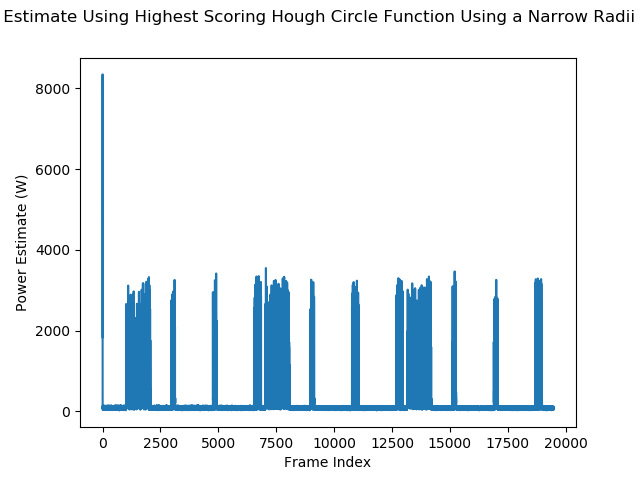 Estimate Using Highest Scoring Hough Circle Function Using a Narrow Radii
8000
6000
4000
2000
0
Power Estimate (W)
0 2500 5000 7500 10000 12500 15000 17500 20000
Frame Index